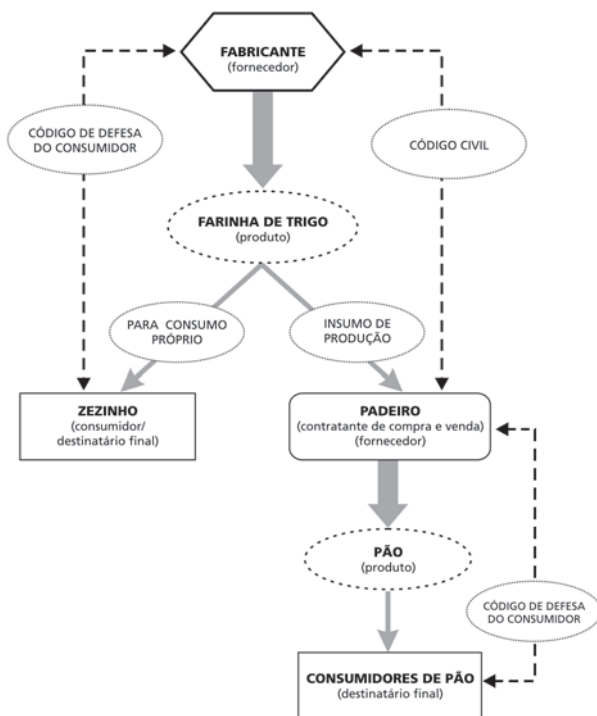 FABRICANTE
(fornecedor)
CÓDIGO DE DEFESA
DO CONSUMIDOR
CÓDIGO CIVIL
FARINHA DE TRIGO
(produto)
PARA CONSUMO
PRÓPRIO
INSUMO DE
PRODUÇÃO
ZEZINHO
(consumidor/
destinatário final)
PADEIRO
(contratante de compra e venda)
(fornecedor)
PÃO
(produto)
CÓDIGO DE DEFESA
DO CONSUMIDOR
CONSUMIDORES DE PÃO
(destinatário final)